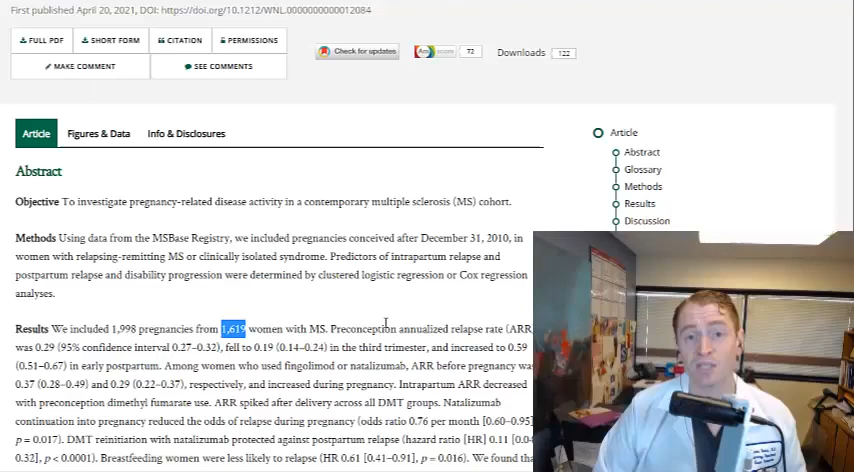 First published April 20, 2021, DOI: https://doi.org/10.1212/WNL.0000000000012084
FULL PDF SHORT FORM CITATION PERMISSIONS
MAKE COMMENT SEE COMMENTS
Check for updates
Am score 72
Downloads 122
Article Figures & Data Info & Disclosures
Abstract
Objective To investigate pregnancy-related disease activity in a contemporary multiple sclerosis (MS) cohort.
Methods Using data from the MSBase Registry, we included pregnancies conceived after December 31, 2010, in
women with relapsing-remitting MS or clinically isolated syndrome. Predictors of intrapartum relapse and
postpartum relapse and disability progression were determined by clustered logistic regression or Cox regression
analyses.
Results We included 1,998 pregnancies from 1,619 women with MS. Preconception annualized relapse rate (ARR
was 0.29 (95% confidence interval 0.27–0.32), fell to 0.19 (0.14–0.24) in the third trimester, and increased to 0.59
(0.51–0.67) in early postpartum. Among women who used fingolimod or natalizumab, ARR before pregnancy was
0.37 (0.28–0.49) and 0.29 (0.22–0.37), respectively, and increased during pregnancy. Intrapartum ARR decreased
with preconception dimethyl fumarate use. ARR spiked after delivery across all DMT groups. Natalizumab
continuation into pregnancy reduced the odds of relapse during pregnancy (odds ratio 0.76 per month [0.60–0.95]
p = 0.017). DMT reinitiation with natalizumab protected against postpartum relapse (hazard ratio [HR] 0.11 [0.0
0.32], p < 0.0001). Breastfeeding women were less likely to relapse (HR 0.61 [0.41–0.91], p = 0.016). We found tha
Article
Abstract
Glossary
Methods
Results
Discussion